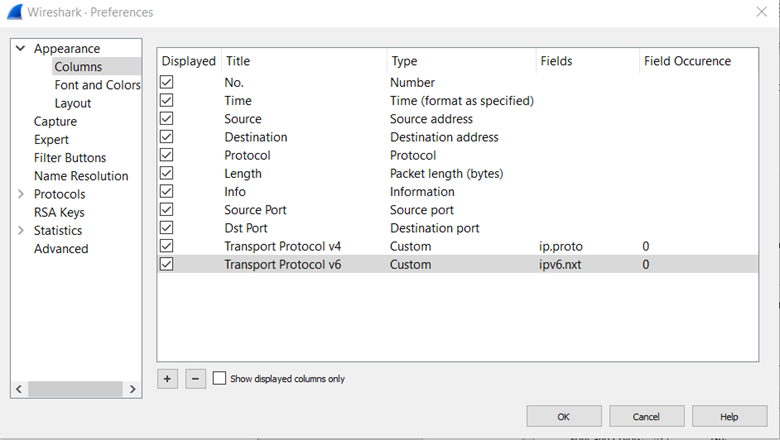 Wireshark · Preferences
Appearance
Columns
Font and Colors
Layout
Capture
Expert
Filter Buttons
Name Resolution
Protocols
RSA Keys
Statistics
Advanced
Displayed Title Type Fields Field Occurence
No. Number
Time Time (format as specified)
Source Source address
Destination Destination address
Protocol Protocol
Length Packet length (bytes)
Info Information
Source Port Source port
Dst Port Destination port
Transport Protocol v4 Custom ip.proto 0
Transport Protocol v6 Custom ipv6.nxt 0
+ − Show displayed columns only
OK Cancel Help